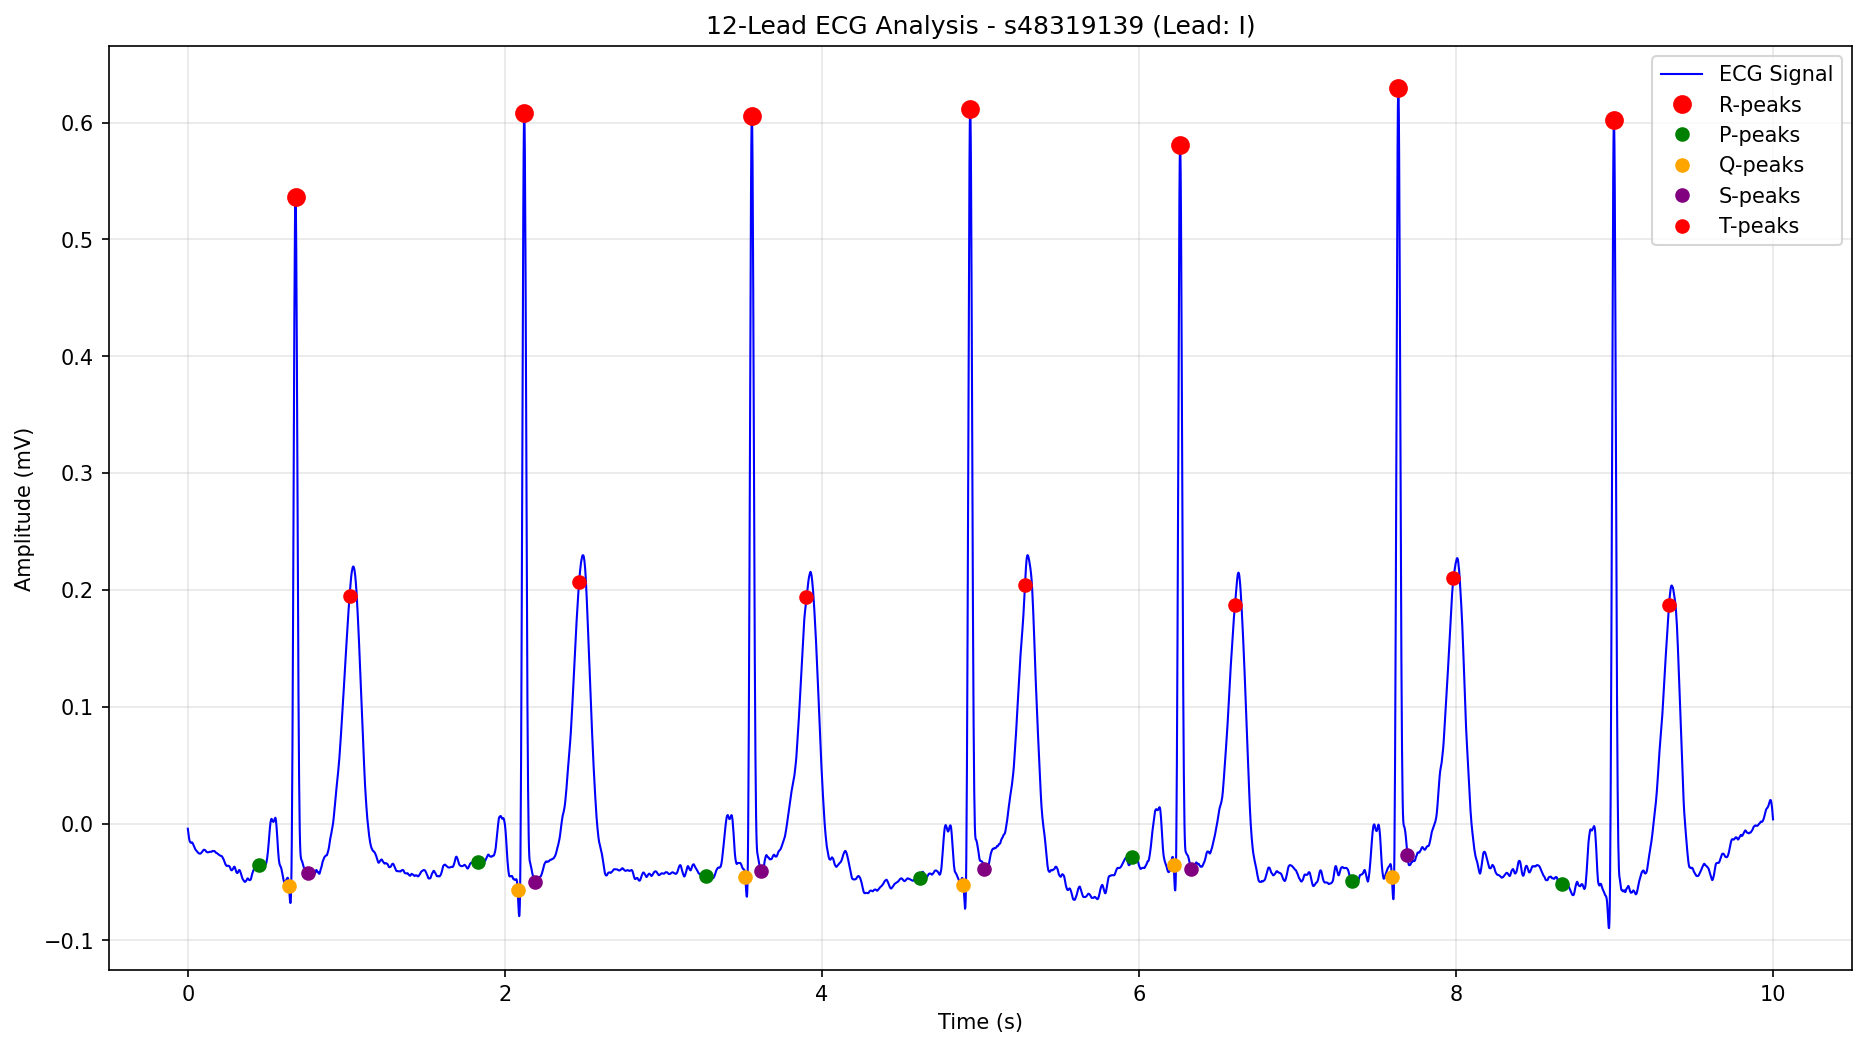 12-Lead ECG Analysis - s48319139 (Lead: I)
ECG Signal
R-peaks
P-peaks
Q-peaks
S-peaks
T-peaks
Amplitude (mV)
0.6
0.5
0.4
0.3
0.2
0.1
0.0
−0.1
0 2 4 6 8 10
Time (s)